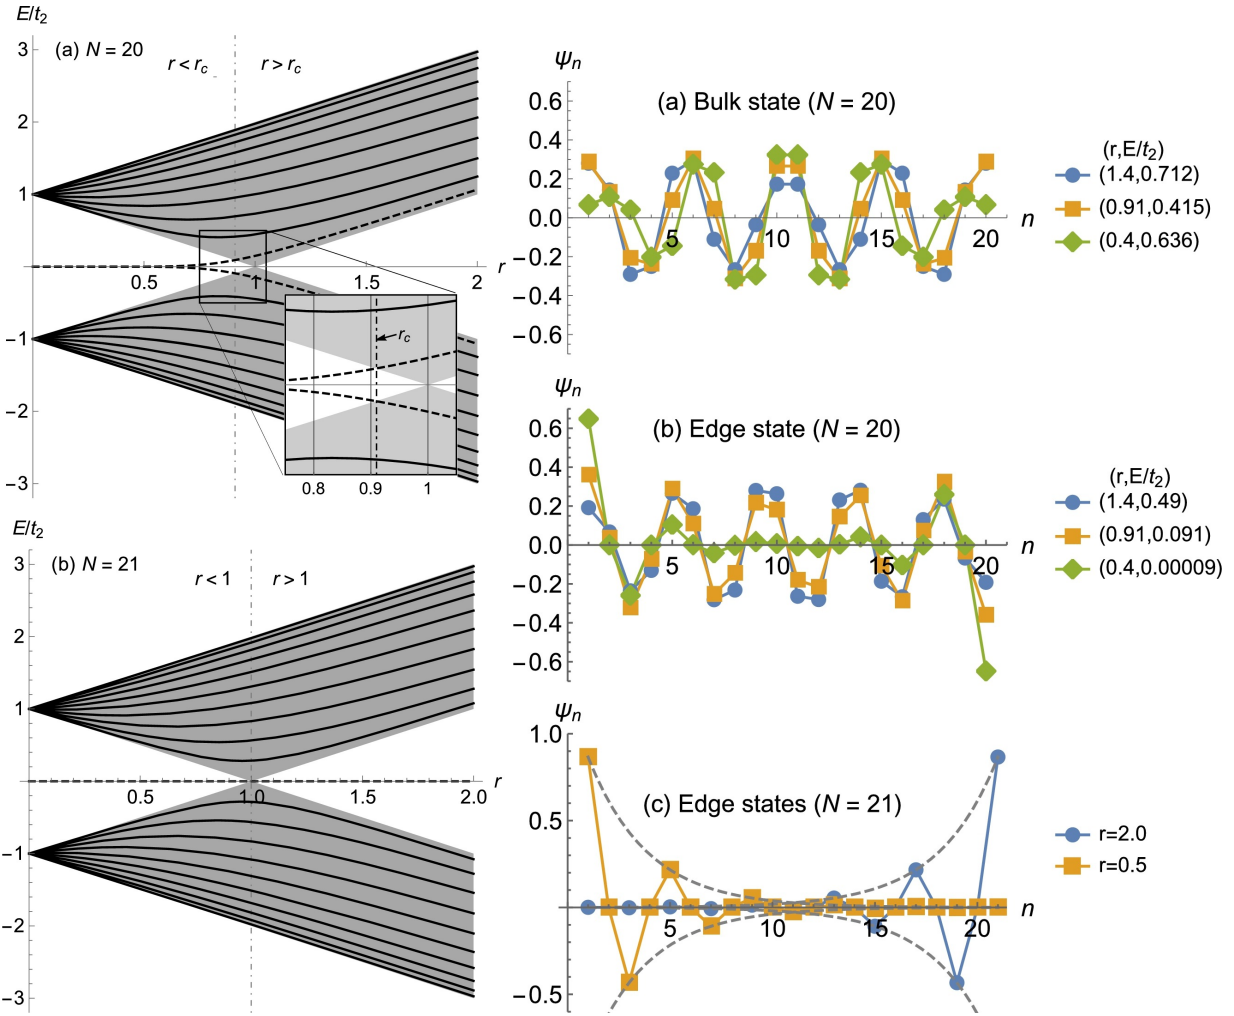 E/t₂
3
(a) N = 20
r < r_c
r > r_c
2
1
0.5
1
1.5
2
r
−1
r_c
−2
0.8
0.9
1
−3
E/t₂
3
(b) N = 21
r < 1
r > 1
2
1
0.5
1.0
1.5
2.0
r
−1
−2
−3
ψₙ
0.6
(a) Bulk state (N = 20)
0.4
0.2
0.0
5
10
15
20
n
−0.2
−0.4
−0.6
(r,E/t₂)
(1.4,0.712)
(0.91,0.415)
(0.4,0.636)
ψₙ
0.6
(b) Edge state (N = 20)
0.4
0.2
0.0
5
10
15
20
n
−0.2
−0.4
−0.6
(r,E/t₂)
(1.4,0.49)
(0.91,0.091)
(0.4,0.00009)
ψₙ
1.0
(c) Edge states (N = 21)
0.5
5
10
15
20
n
−0.5
r=2.0
r=0.5